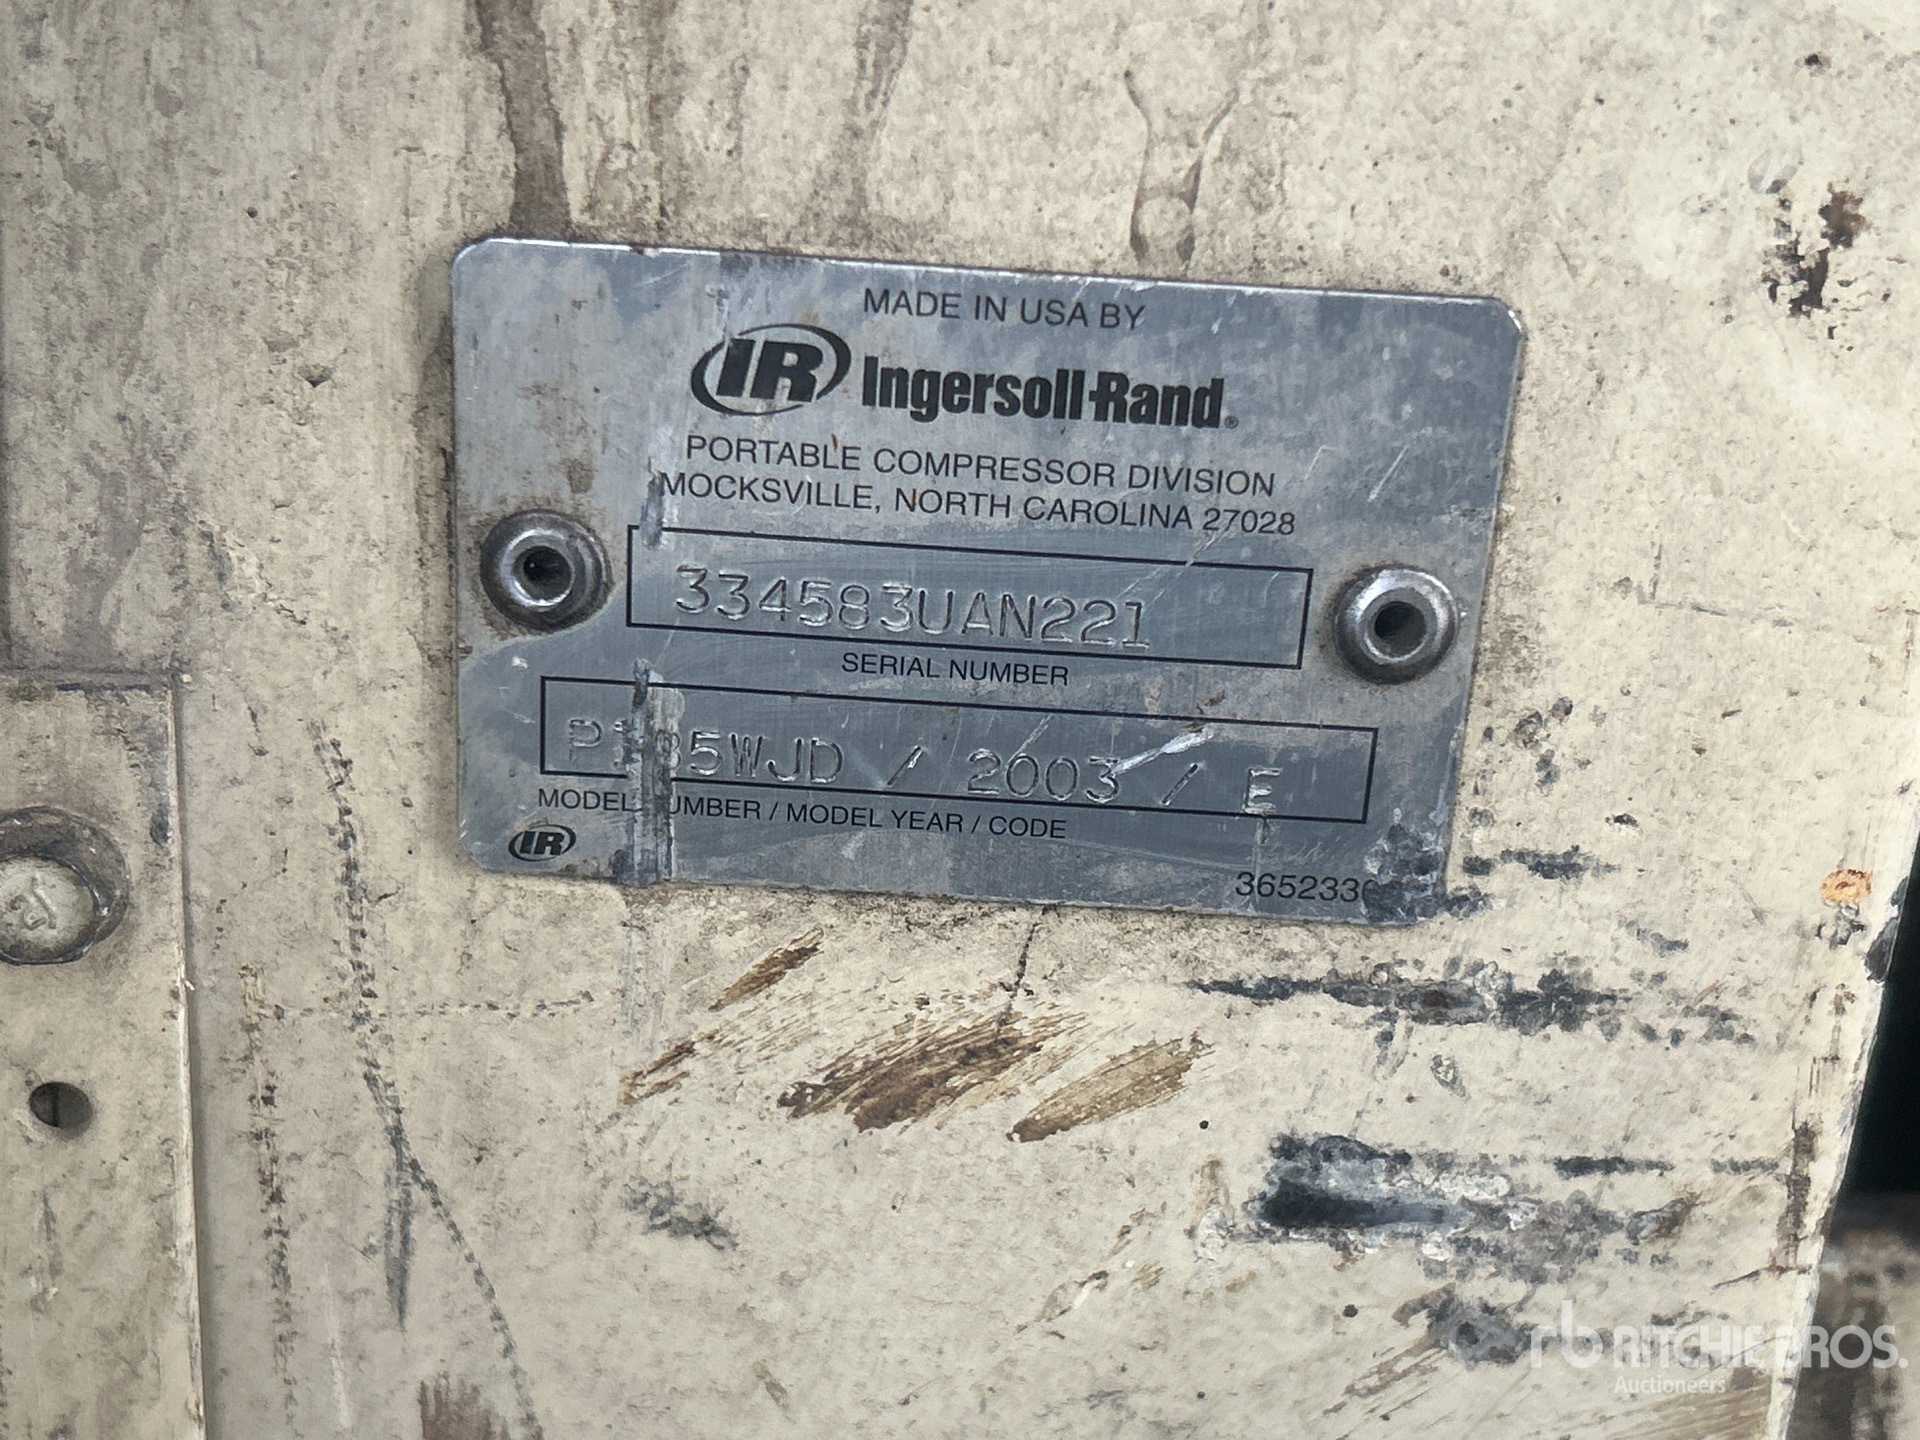 MADE IN USA BY
IR Ingersoll-Rand®
PORTABLE COMPRESSOR DIVISION
MOCKSVILLE, NORTH CAROLINA 27028
334583UAN221
SERIAL NUMBER
P185WJD / 2003 / E
MODEL NUMBER / MODEL YEAR / CODE
IR
rb RITCHIE BROS.
Auctioneers